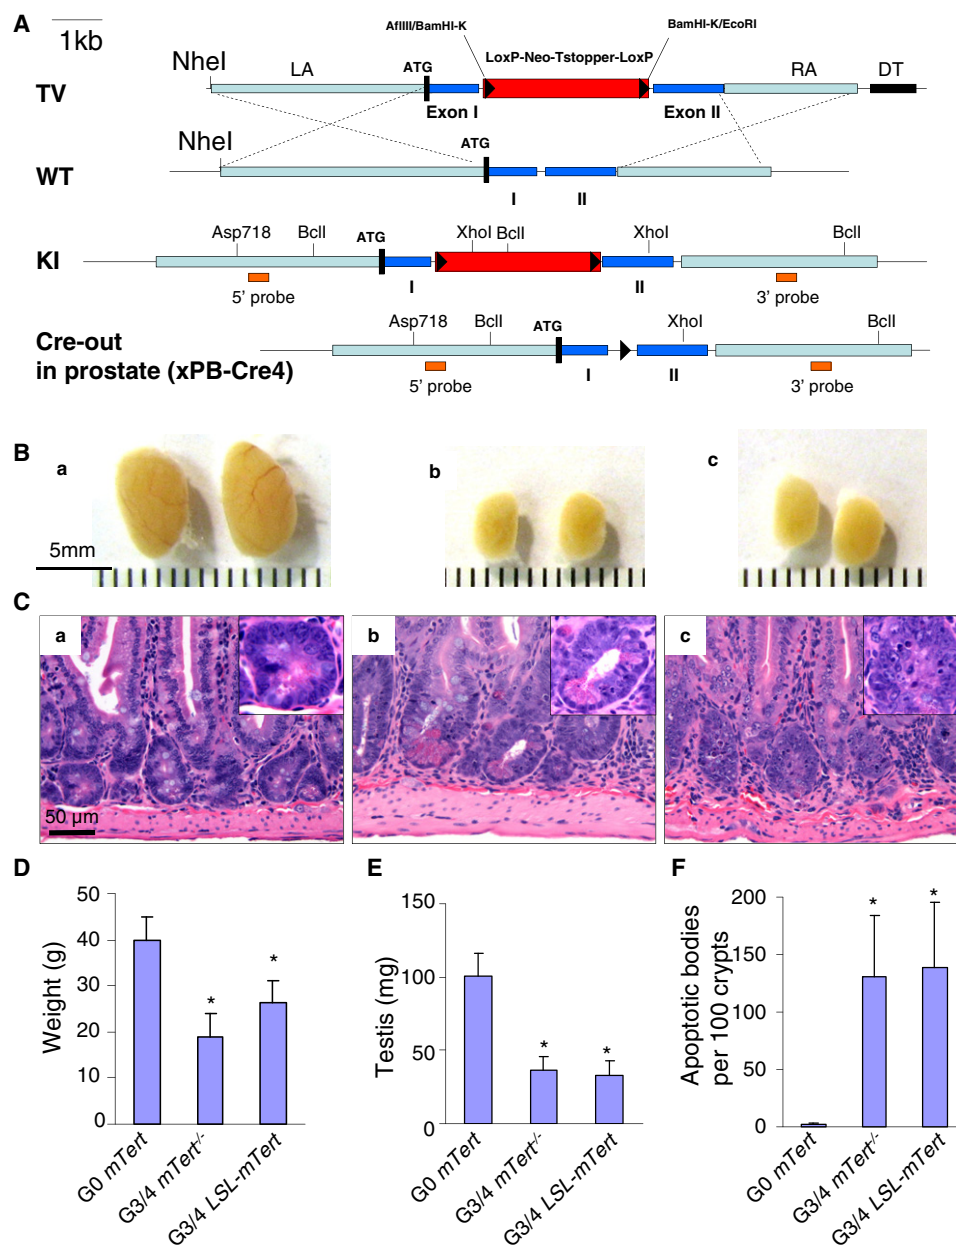 A
1kb
AflIII/BamHI-K
BamHI-K/EcoRI
LoxP-Neo-Tstopper-LoxP
NheI
LA
ATG
RA
DT
TV
Exon I
Exon II
NheI
ATG
WT
I
II
Asp718
BclI
ATG
XhoI
BclI
XhoI
BclI
KI
I
II
5' probe
3' probe
Asp718
BclI
ATG
XhoI
BclI
Cre-out
in prostate (xPB-Cre4)
I
II
5' probe
3' probe
B
a
b
c
5mm
C
a
b
c
50 µm
D
E
F
50
40
30
20
10
0
Weight (g)
*
*
G0 mTert
G3/4 mTert-/-
G3/4 LSL-mTert
150
100
50
0
Testis (mg)
*
*
G0 mTert
G3/4 mTert-/-
G3/4 LSL-mTert
200
150
100
50
0
Apoptotic bodies
per 100 crypts
*
*
G0 mTert
G3/4 mTert-/-
G3/4 LSL-mTert